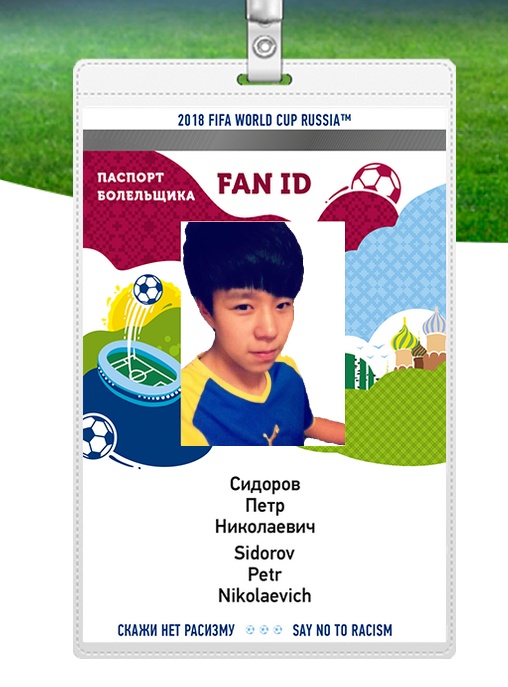 2018 FIFA WORLD CUP RUSSIA™
ПАСПОРТ
БОЛЕЛЬЩИКА
FAN ID
Сидоров
Петр
Николаевич
Sidorov
Petr
Nikolaevich
СКАЖИ НЕТ РАСИЗМУ SAY NO TO RACISM